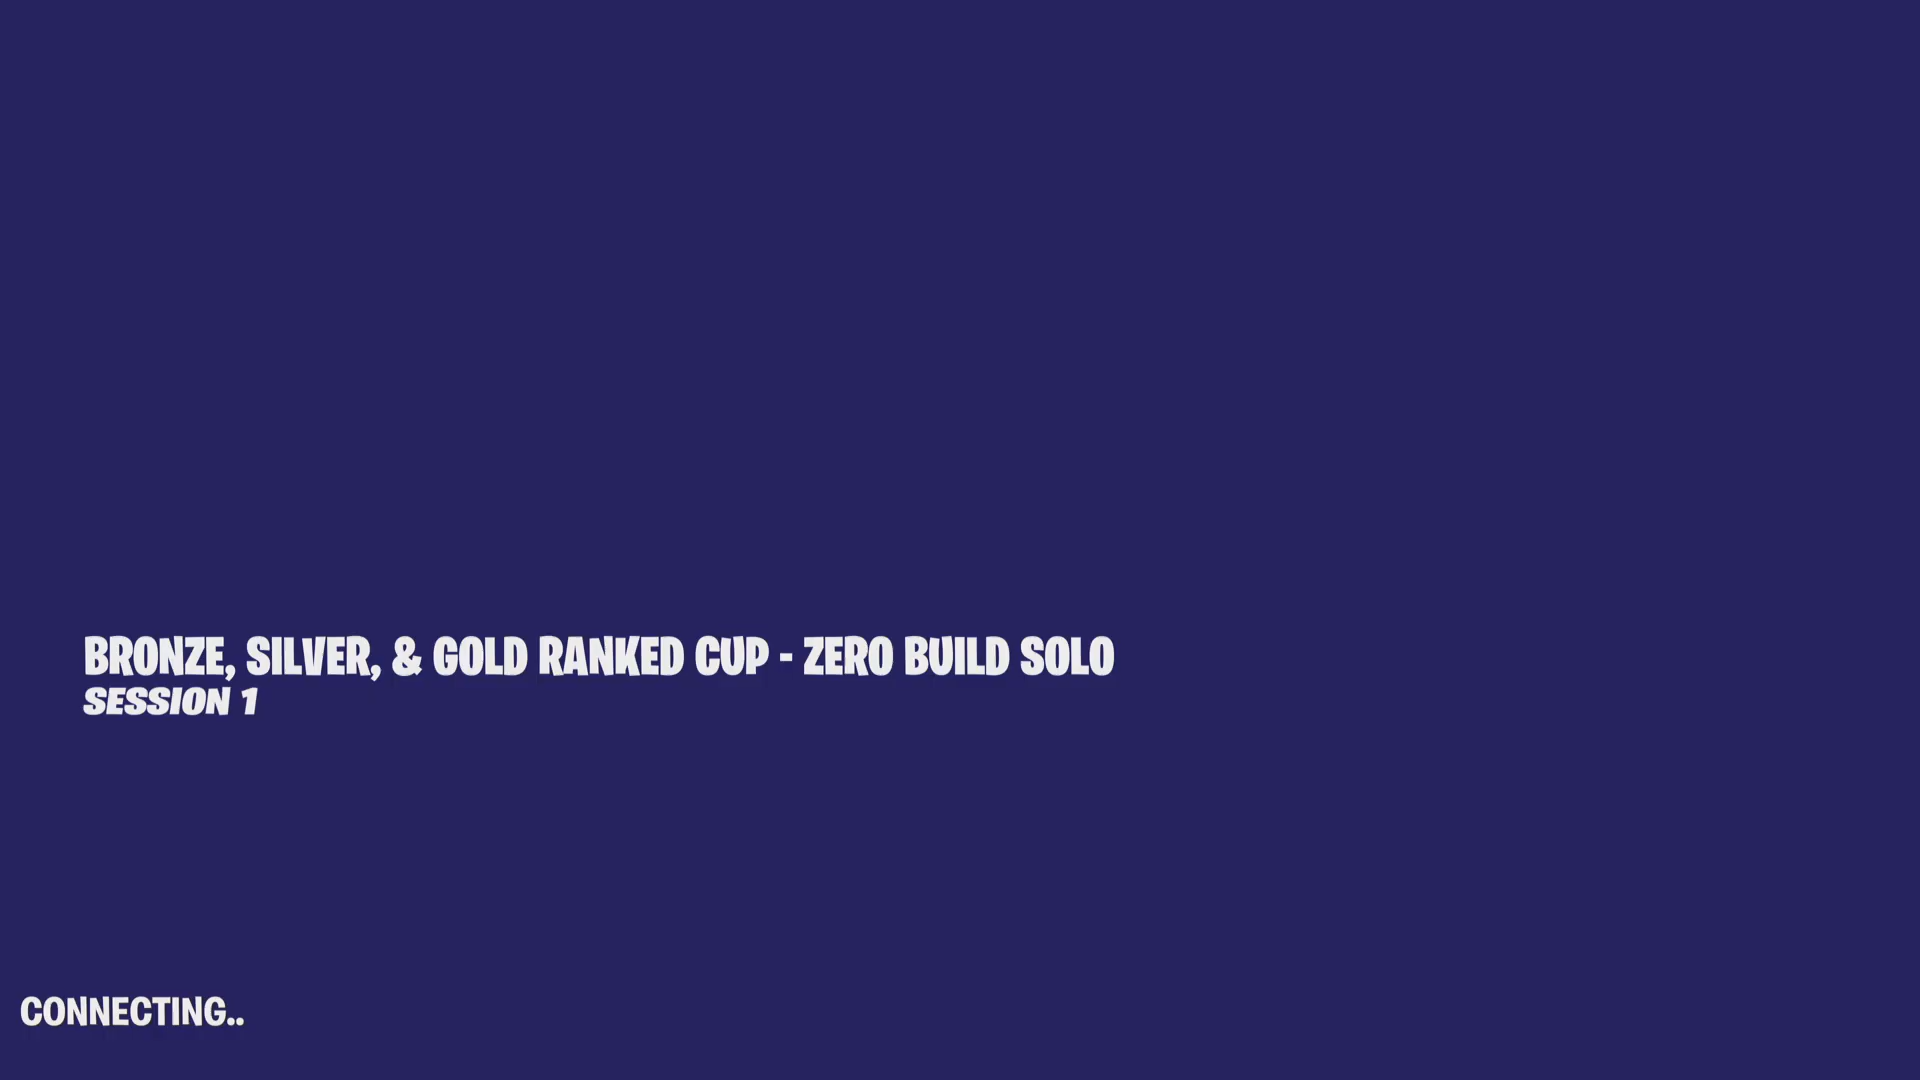 BRONZE, SILVER, & GOLD RANKED CUP - ZERO BUILD SOLO
SESSION 1
CONNECTING..